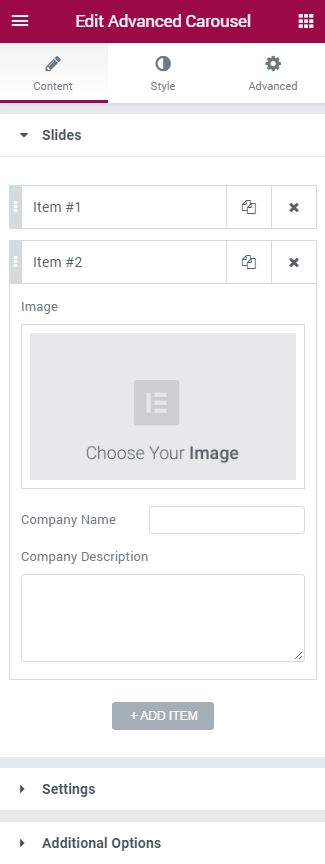 Edit Advanced Carousel
Content Style Advanced
Slides
Item #1
Item #2
Image
Choose Your Image
Company Name
Company Description
+ ADD ITEM
Settings
Additional Options